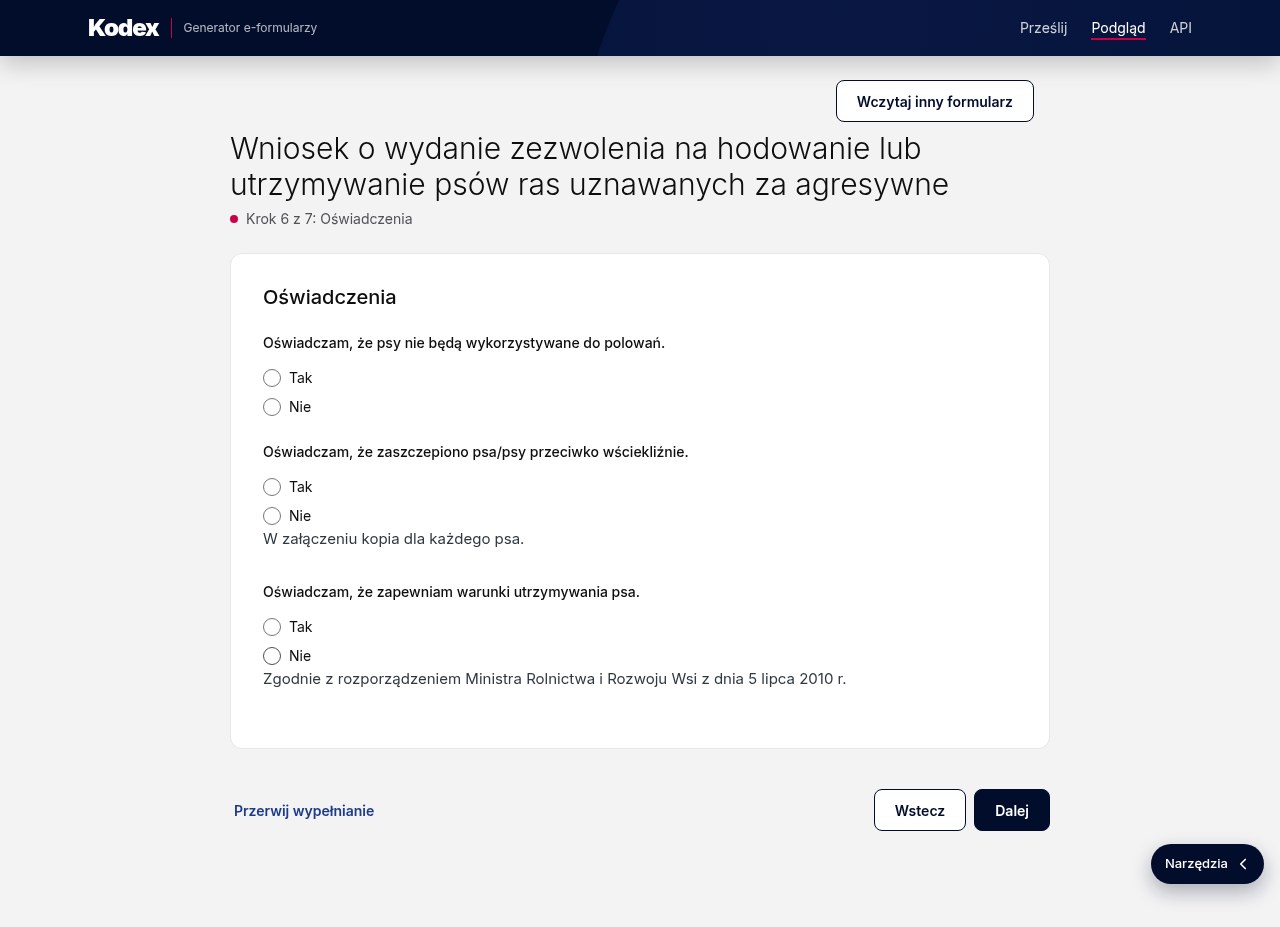 Kodex
Generator e-formularzy
Prześlij
Podgląd
API
Wczytaj inny formularz
Wniosek o wydanie zezwolenia na hodowanie lub
utrzymywanie psów ras uznawanych za agresywne
Krok 6 z 7: Oświadczenia
Oświadczenia
Oświadczam, że psy nie będą wykorzystywane do polowań.
Tak
Nie
Oświadczam, że zaszczepiono psa/psy przeciwko wściekliźnie.
Tak
Nie
W załączeniu kopia dla każdego psa.
Oświadczam, że zapewniam warunki utrzymywania psa.
Tak
Nie
Zgodnie z rozporządzeniem Ministra Rolnictwa i Rozwoju Wsi z dnia 5 lipca 2010 r.
Przerwij wypełnianie
Wstecz
Dalej
Narzędzia